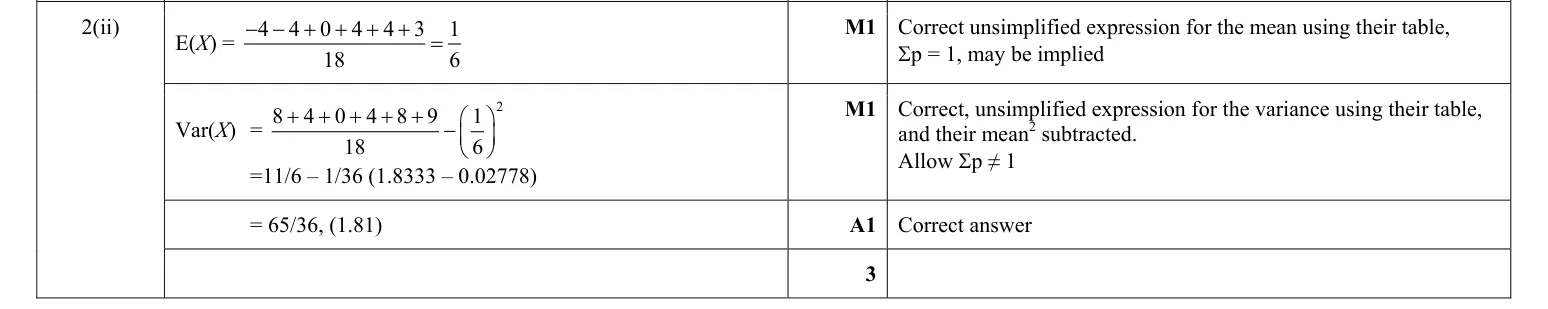 2(ii)
E(X) = (−4 − 4 + 0 + 4 + 4 + 3)/18 = 1/6
M1
Correct unsimplified expression for the mean using their table,
Σp = 1, may be implied
Var(X) = (8 + 4 + 0 + 4 + 8 + 9)/18 − (1/6)²
=11/6 – 1/36 (1.8333 – 0.02778)
M1
Correct, unsimplified expression for the variance using their table,
and their mean² subtracted.
Allow Σp ≠ 1
= 65/36, (1.81)
A1
Correct answer
3